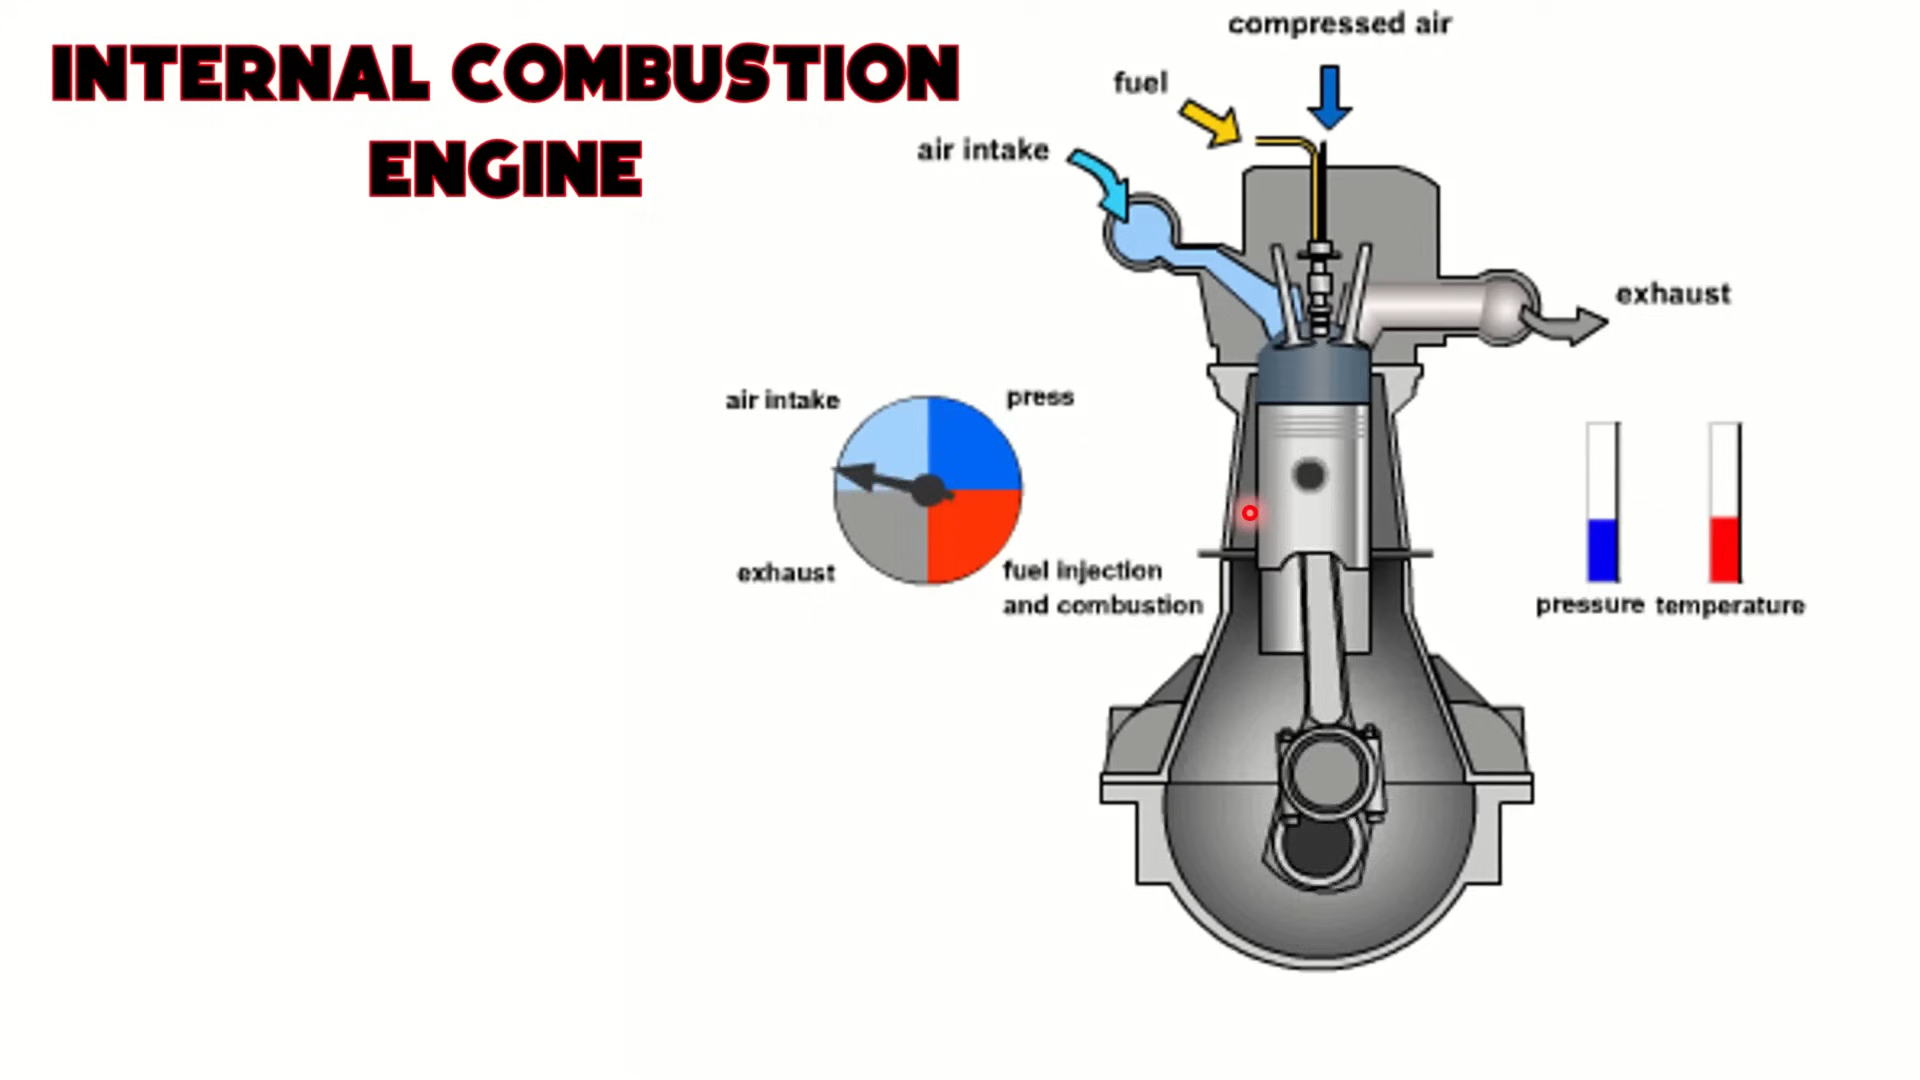 INTERNAL COMBUSTION
ENGINE
compressed air
fuel
air intake
exhaust
air intake
press
exhaust
fuel injection
and combustion
pressure
temperature